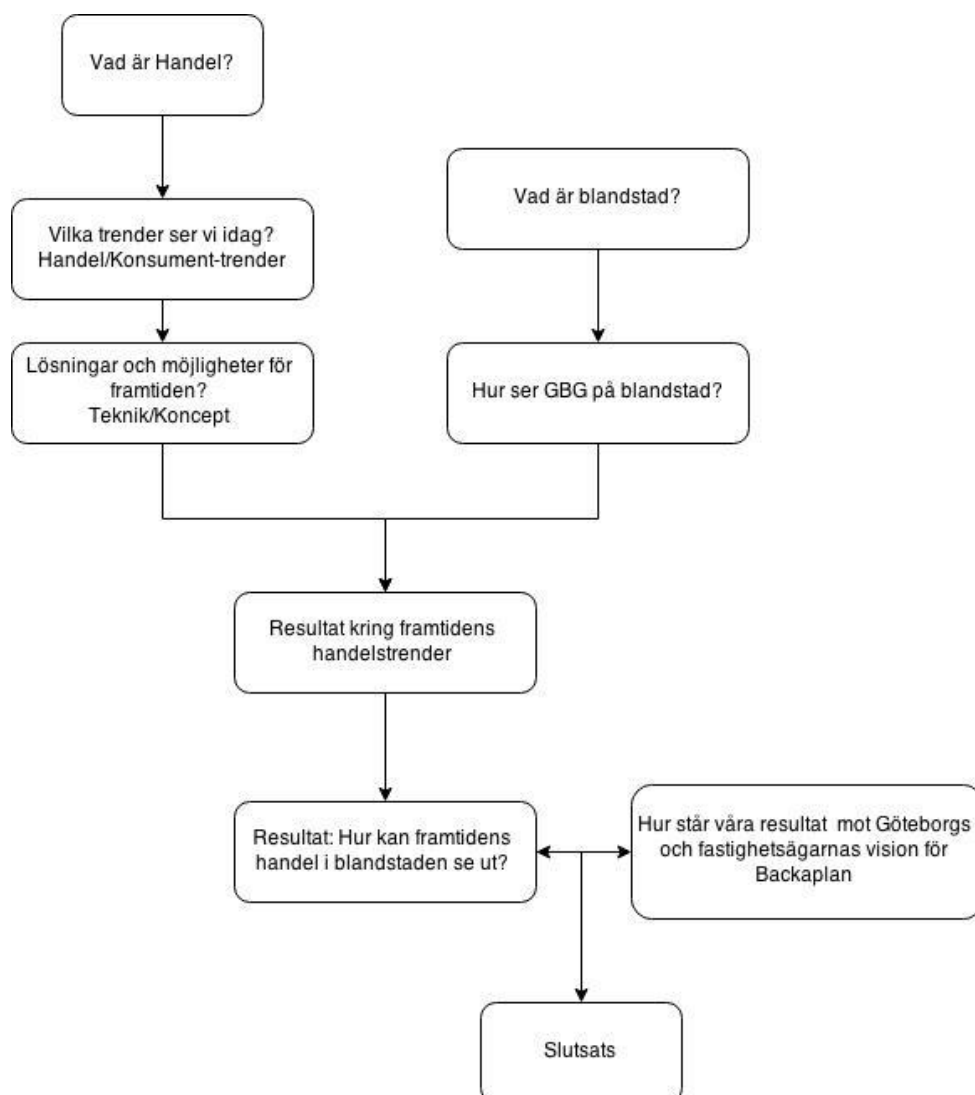 Vad är Handel?
Vad är blandstad?
Vilka trender ser vi idag?
Handel/Konsument-trender
Lösningar och möjligheter för
framtiden?
Teknik/Koncept
Hur ser GBG på blandstad?
Resultat kring framtidens
handelstrender
Resultat: Hur kan framtidens
handel i blandstaden se ut?
Hur står våra resultat mot Göteborgs
och fastighetsägarnas vision för
Backaplan
Slutsats